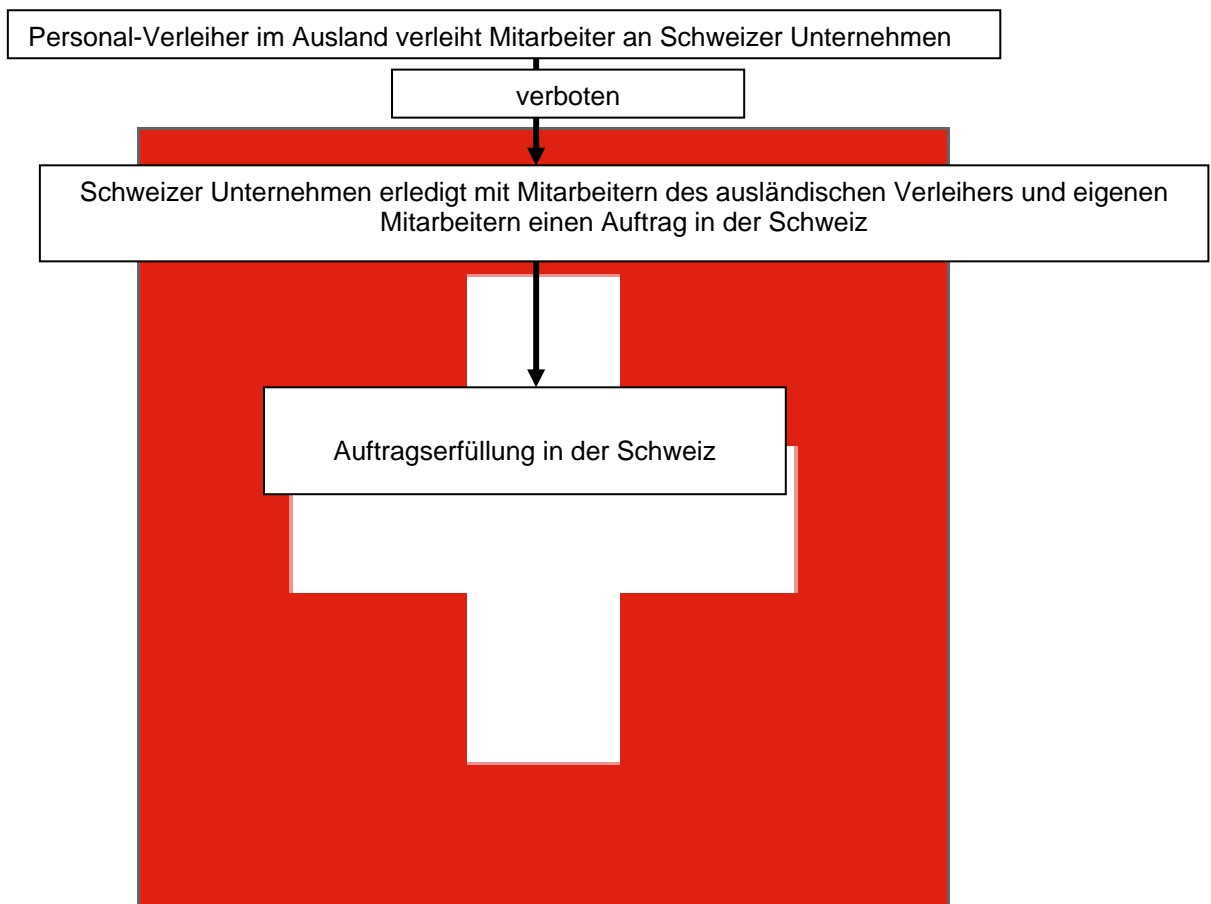 Personal-Verleiher im Ausland verleiht Mitarbeiter an Schweizer Unternehmen
verboten
Schweizer Unternehmen erledigt mit Mitarbeitern des ausländischen Verleihers und eigenen
Mitarbeitern einen Auftrag in der Schweiz
Auftragserfüllung in der Schweiz